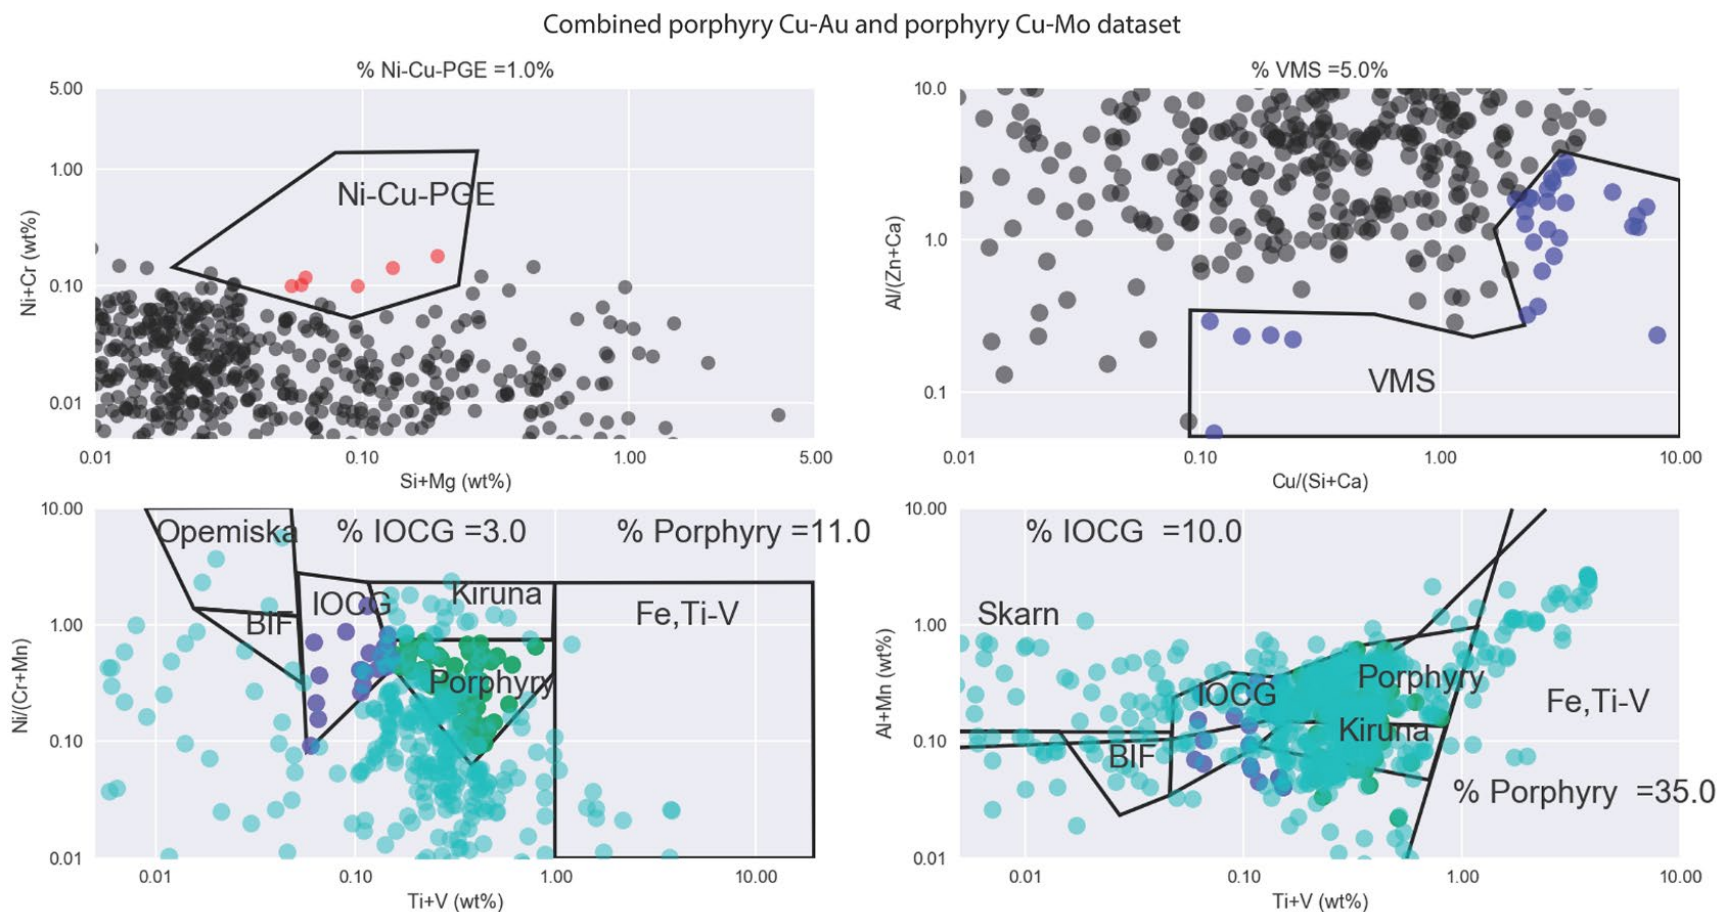 Combined porphyry Cu-Au and porphyry Cu-Mo dataset
% Ni-Cu-PGE =1.0%
5.00
1.00
0.10
0.01
Ni+Cr (wt%)
Ni-Cu-PGE
0.01 0.10 1.00 5.00
Si+Mg (wt%)
% VMS =5.0%
10.0
1.0
0.1
Al/(Zn+Ca)
VMS
0.01 0.10 1.00 10.00
Cu/(Si+Ca)
10.00
1.00
0.10
0.01
Ni/(Cr+Mn)
Opemiska % IOCG =3.0 % Porphyry =11.0
IOCG Kiruna
BIF Fe,Ti-V
Porphyry
0.01 0.10 1.00 10.00
Ti+V (wt%)
10.00
1.00
0.10
0.01
Al+Mn (wt%)
% IOCG =10.0
Skarn
Porphyry
IOCG Fe,Ti-V
Kiruna
BIF
% Porphyry =35.0
0.01 0.10 1.00 10.00
Ti+V (wt%)